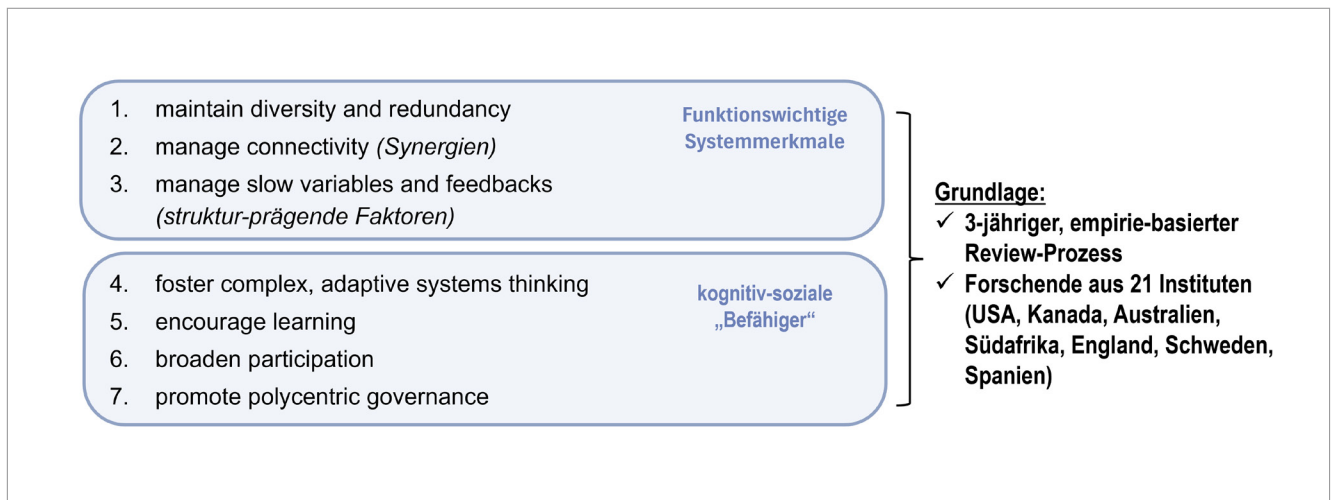 1. maintain diversity and redundancy
2. manage connectivity (Synergien)
3. manage slow variables and feedbacks
(struktur-prägende Faktoren)
Funktionswichtige
Systemmerkmale
4. foster complex, adaptive systems thinking
5. encourage learning
6. broaden participation
7. promote polycentric governance
kognitiv-soziale
„Befähiger“
Grundlage:
✓ 3-jähriger, empirie-basierter
Review-Prozess
✓ Forschende aus 21 Instituten
(USA, Kanada, Australien,
Südafrika, England, Schweden,
Spanien)